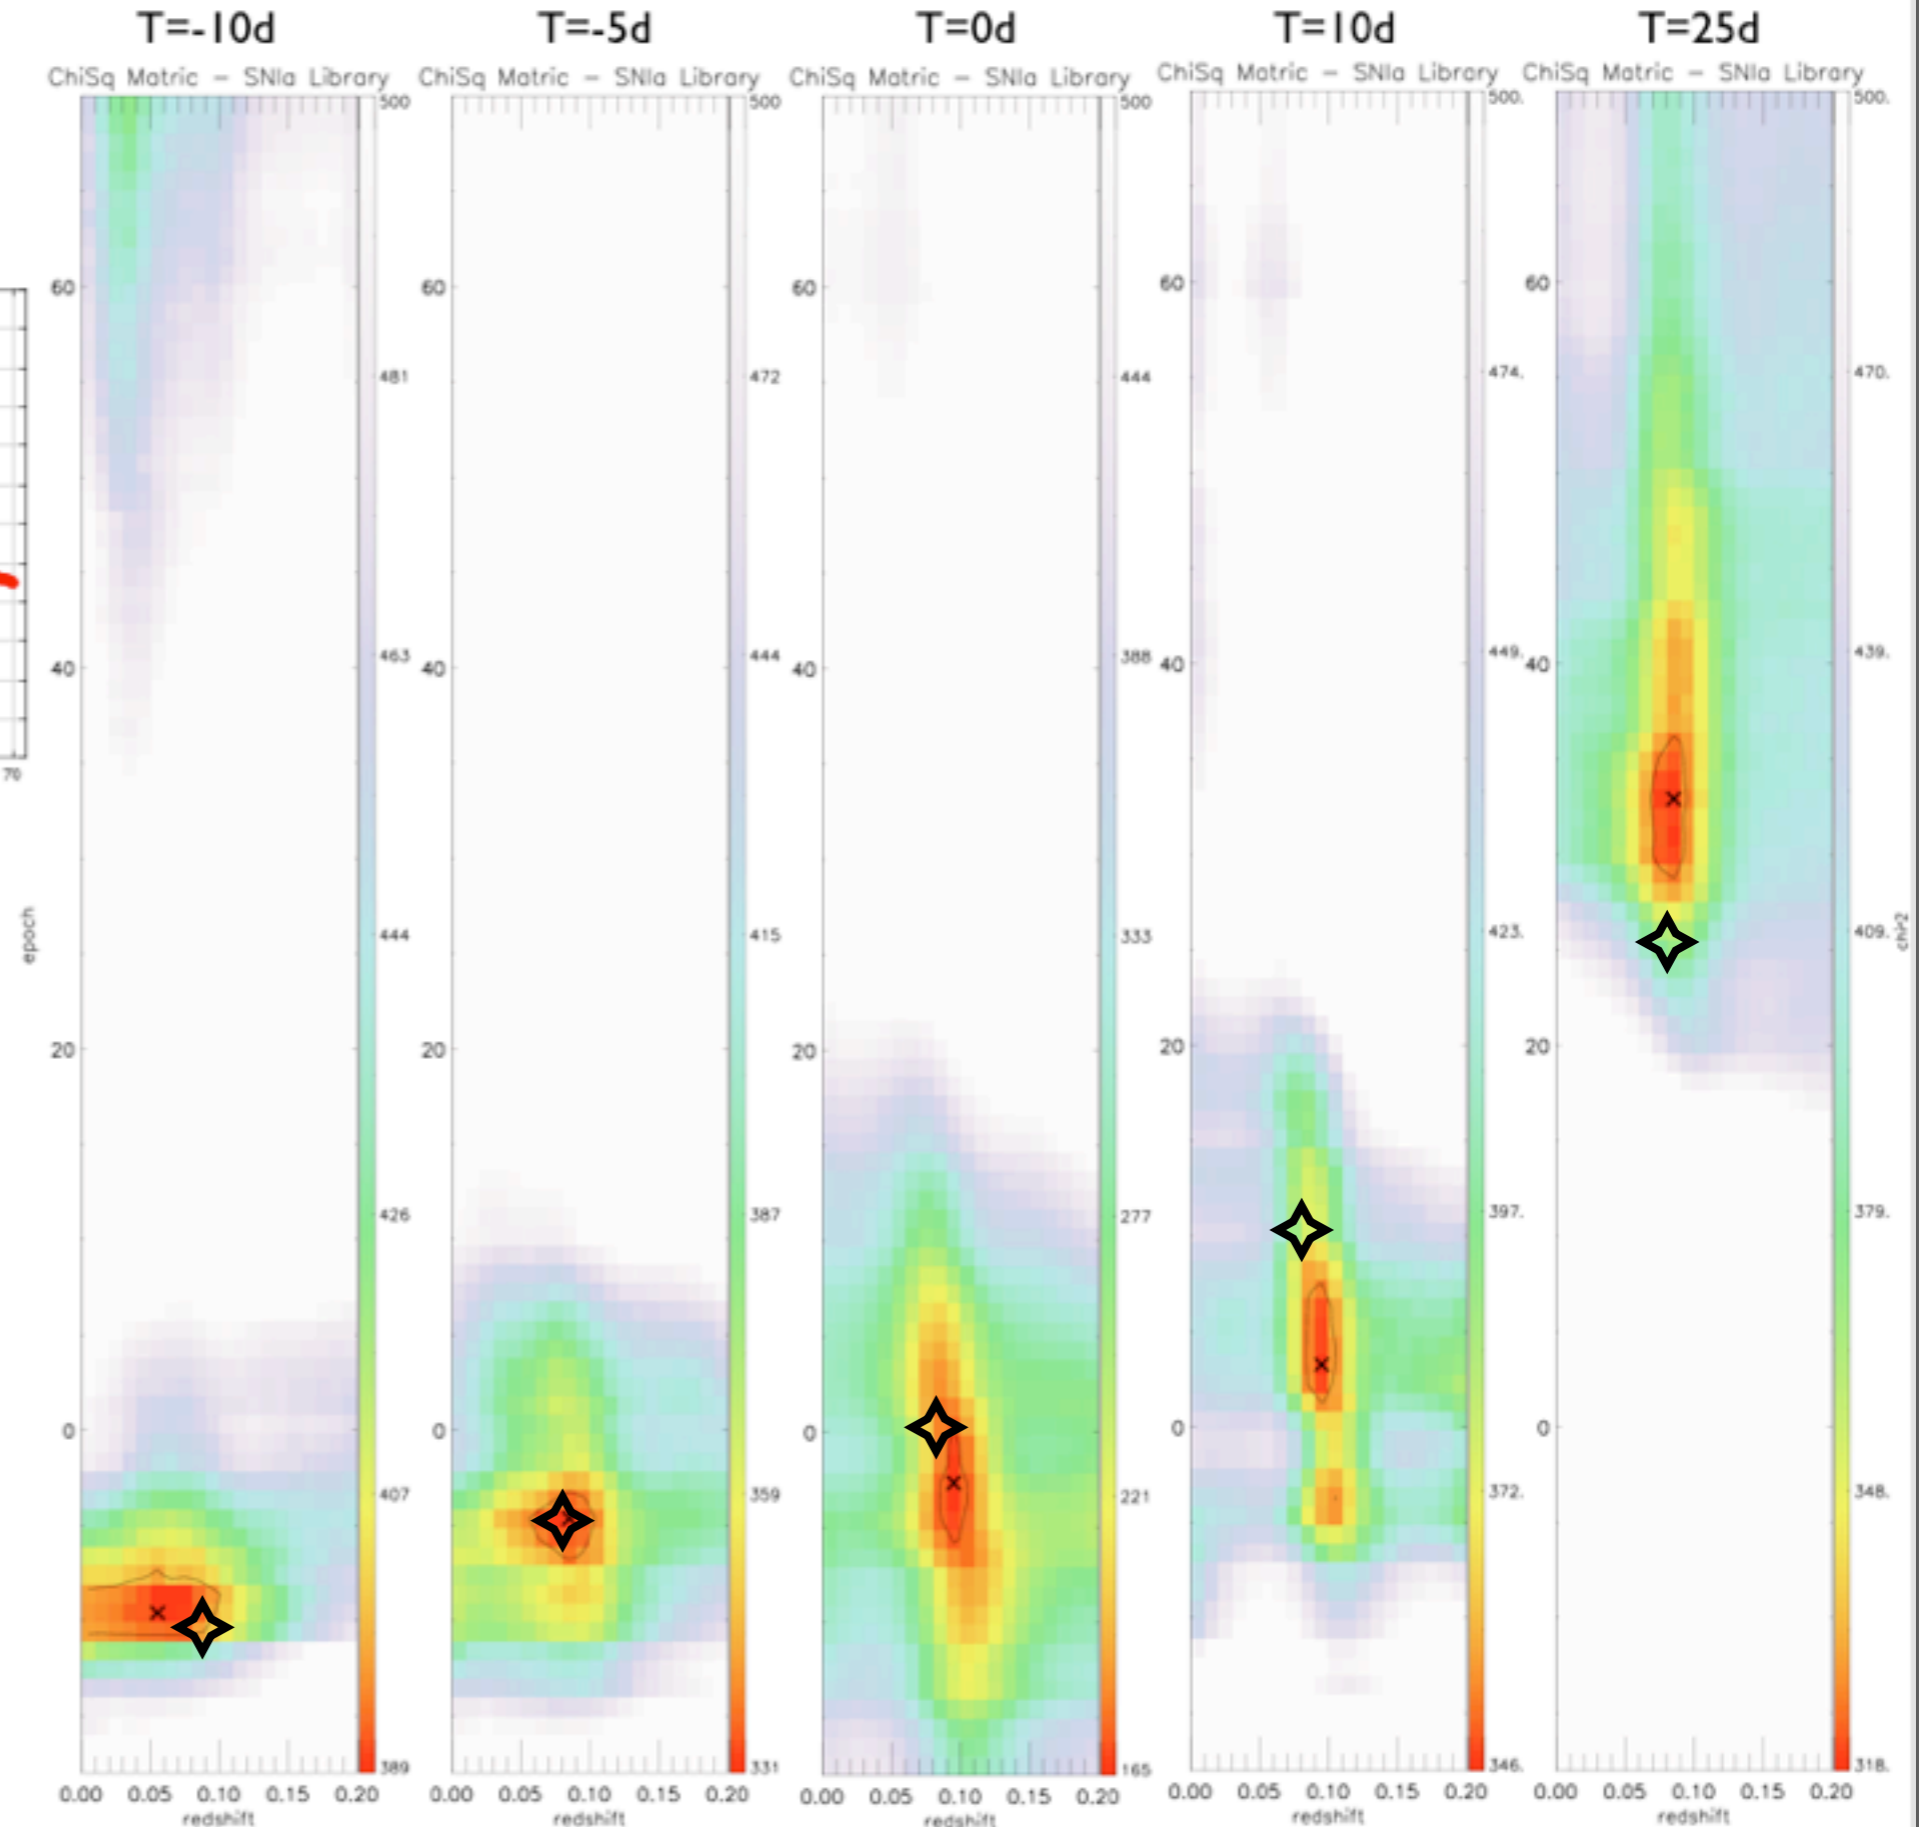 T=-10d T=-5d T=0d T=10d T=25d
ChiSq Matric - SNIa Library ChiSq Matric - SNIa Library ChiSq Matric - SNIa Library ChiSq Matric - SNIa Library ChiSq Matric - SNIa Library
500 500 500 500. 500.
60 60 60 60 60
481 472 444 474. 470.
463 444 388 449. 439.
40 40 40 40 40
70
epoch 444 415 333 423. 409. chi2
20 20 20 20 20
426 387 277 397. 379.
0 0 0 0 0
407 359 221 372. 348.
389 331 165 346. 318.
0.00 0.05 0.10 0.15 0.20 0.00 0.05 0.10 0.15 0.20 0.00 0.05 0.10 0.15 0.20 0.00 0.05 0.10 0.15 0.20 0.00 0.05 0.10 0.15 0.20
redshift redshift redshift redshift redshift